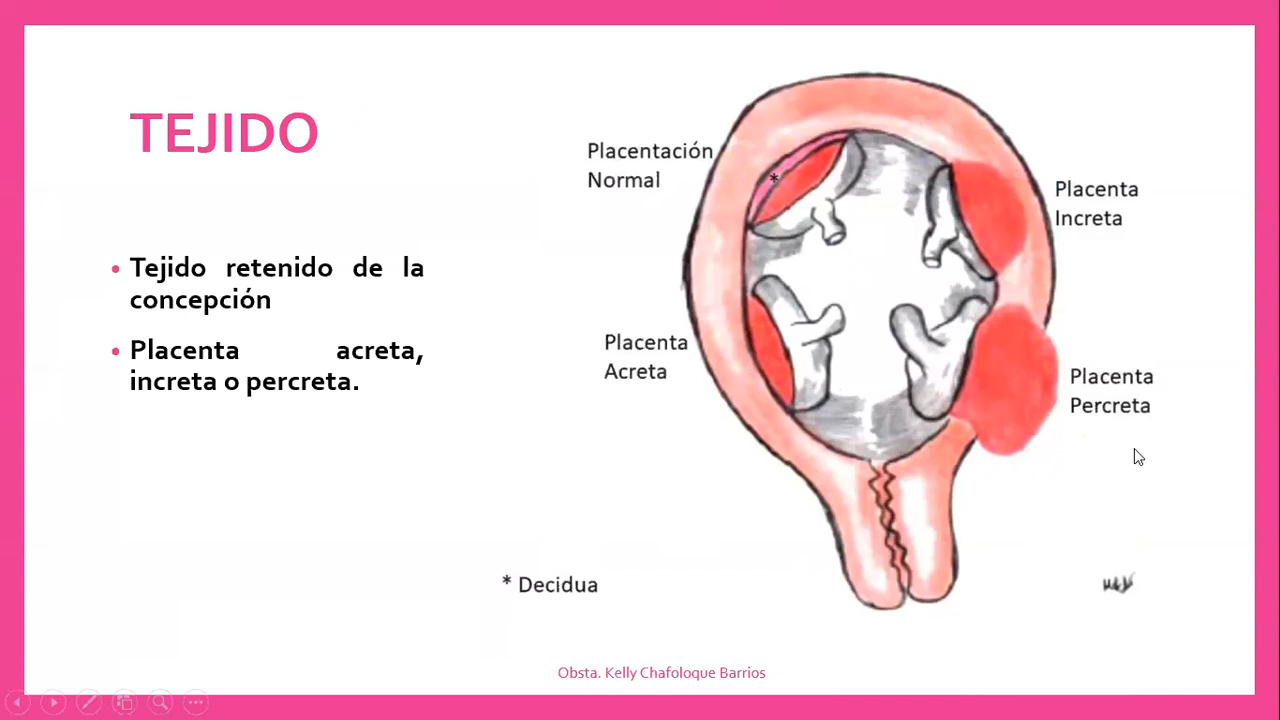 TEJIDO
• Tejido retenido de la
concepción
• Placenta acreta,
increta o percreta.
Placentación
Normal
*
Placenta
Increta
Placenta
Acreta
Placenta
Percreta
* Decidua
Obsta. Kelly Chafoloque Barrios